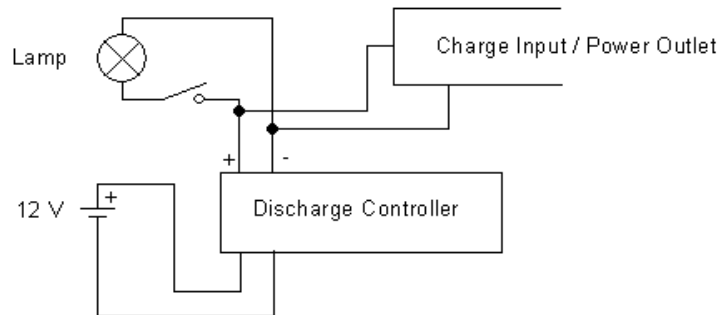 Charge Input / Power Outlet
Lamp
+ -
Discharge Controller
+
12 V